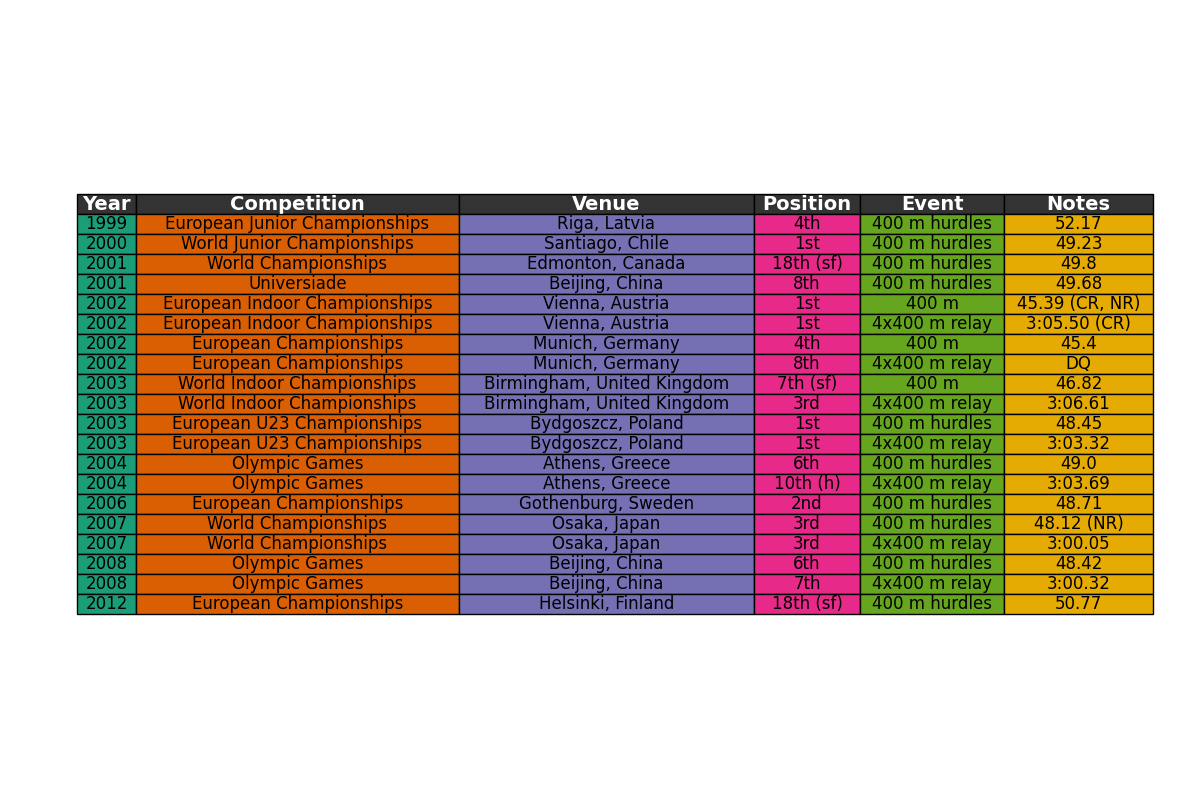 Year Competition Venue Position Event Notes
1999 European Junior Championships Riga, Latvia 4th 400 m hurdles 52.17
2000 World Junior Championships Santiago, Chile 1st 400 m hurdles 49.23
2001 World Championships Edmonton, Canada 18th (sf) 400 m hurdles 49.8
2001 Universiade Beijing, China 8th 400 m hurdles 49.68
2002 European Indoor Championships Vienna, Austria 1st 400 m 45.39 (CR, NR)
2002 European Indoor Championships Vienna, Austria 1st 4x400 m relay 3:05.50 (CR)
2002 European Championships Munich, Germany 4th 400 m 45.4
2002 European Championships Munich, Germany 8th 4x400 m relay DQ
2003 World Indoor Championships Birmingham, United Kingdom 7th (sf) 400 m 46.82
2003 World Indoor Championships Birmingham, United Kingdom 3rd 4x400 m relay 3:06.61
2003 European U23 Championships Bydgoszcz, Poland 1st 400 m hurdles 48.45
2003 European U23 Championships Bydgoszcz, Poland 1st 4x400 m relay 3:03.32
2004 Olympic Games Athens, Greece 6th 400 m hurdles 49.0
2004 Olympic Games Athens, Greece 10th (h) 4x400 m relay 3:03.69
2006 European Championships Gothenburg, Sweden 2nd 400 m hurdles 48.71
2007 World Championships Osaka, Japan 3rd 400 m hurdles 48.12 (NR)
2007 World Championships Osaka, Japan 3rd 4x400 m relay 3:00.05
2008 Olympic Games Beijing, China 6th 400 m hurdles 48.42
2008 Olympic Games Beijing, China 7th 4x400 m relay 3:00.32
2012 European Championships Helsinki, Finland 18th (sf) 400 m hurdles 50.77